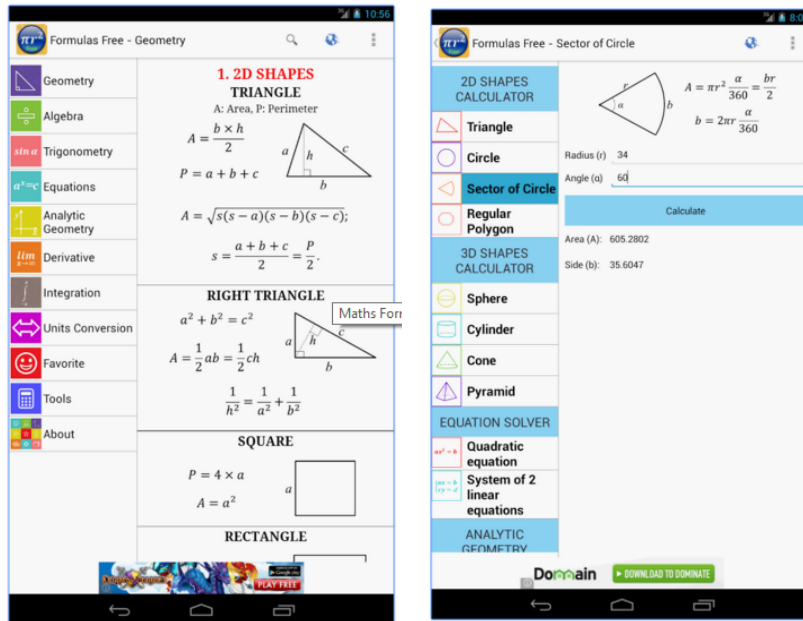 10:56
Formulas Free - Geometry
Geometry
Algebra
sin α Trigonometry
aˣ=c Equations
Analytic
Geometry
lim Derivative
Integration
Units Conversion
Favorite
Tools
About
1. 2D SHAPES
TRIANGLE
A: Area, P: Perimeter
A = b × h / 2
a h c
b
P = a + b + c
A = √s(s − a)(s − b)(s − c);
s = a + b + c / 2 = P / 2.
RIGHT TRIANGLE
Maths For
a² + b² = c²
a h c
b
A = 1/2 ab = 1/2 ch
1/h² = 1/a² + 1/b²
SQUARE
P = 4 × a
A = a²
a
RECTANGLE
PLAY FREE
8:0
Formulas Free - Sector of Circle
2D SHAPES
CALCULATOR
Triangle
Circle
Sector of Circle
Regular
Polygon
3D SHAPES
CALCULATOR
Sphere
Cylinder
Cone
Pyramid
EQUATION SOLVER
Quadratic
equation
System of 2
linear
equations
ANALYTIC
GEOMETRY
r α b
A = πr² α/360 = br/2
b = 2πr α/360
Radius (r) 34
Angle (α) 60
Calculate
Area (A): 605.2802
Side (b): 35.6047
Domain
DOWNLOAD TO DOMINATE